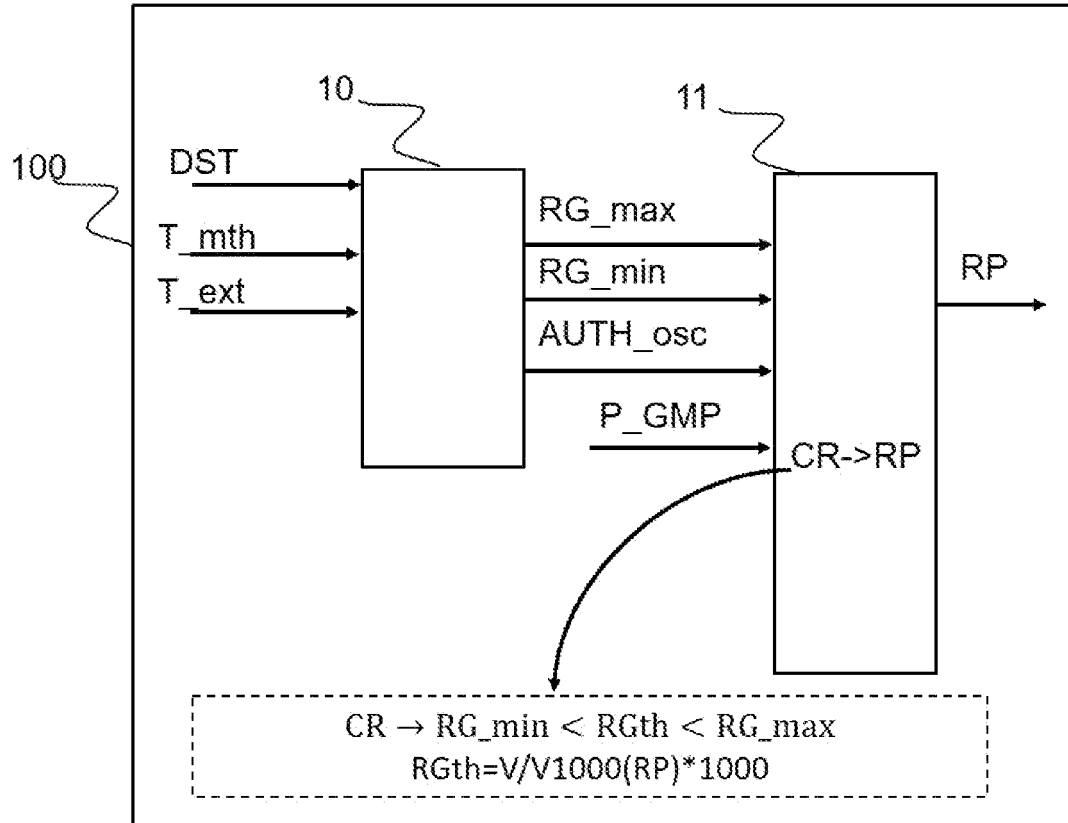 10
11
100
DST
T_mth
T_ext
RG_max
RG_min
AUTH_osc
P_GMP
CR->RP
RP
CR → RG_min < RGth < RG_max
RGth=V/V1000(RP)*1000